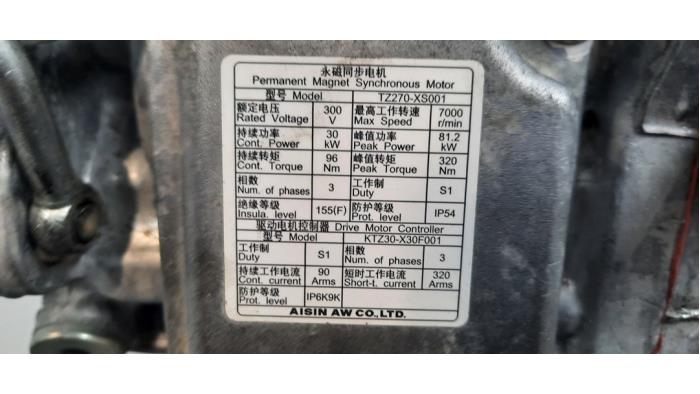 永磁同步电机
Permanent Magnet Synchronous Motor
型号 Model TZ270-XS001
额定电压 300 最高工作转速 7000
Rated Voltage V Max Speed r/min
持续功率 30 峰值功率 81.2
Cont. Power kW Peak Power kW
持续转矩 96 峰值转矩 320
Cont. Torque Nm Peak Torque Nm
相数 3 工作制 S1
Num. of phases Duty
绝缘等级 155(F) 防护等级 IP54
Insula. level Prot. level
驱动电机控制器 Drive Motor Controller
型号 Model KTZ30-X30F001
工作制 S1 相数 3
Duty Num. of phases
持续工作电流 90 短时工作电流 320
Cont. current Arms Short-t. current Arms
防护等级 IP6K9K
Prot. level
AISIN AW CO.,LTD.